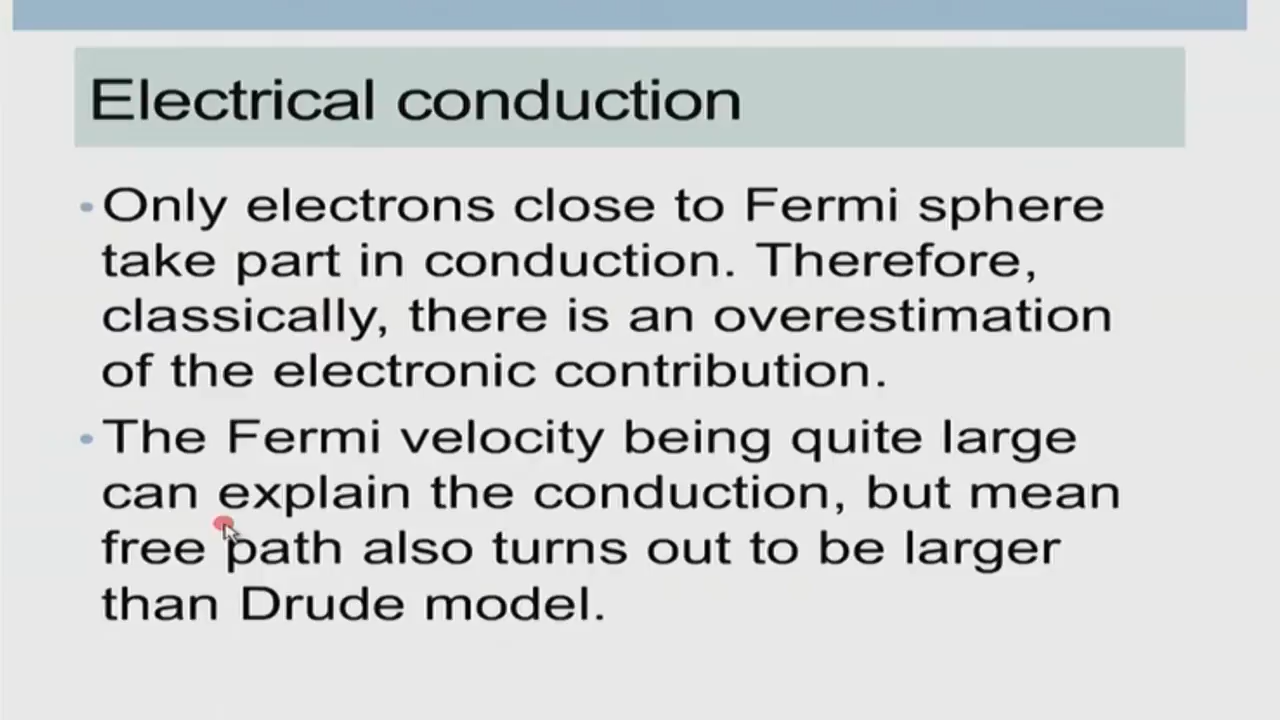 Electrical conduction
• Only electrons close to Fermi sphere
take part in conduction. Therefore,
classically, there is an overestimation
of the electronic contribution.
• The Fermi velocity being quite large
can explain the conduction, but mean
free path also turns out to be larger
than Drude model.